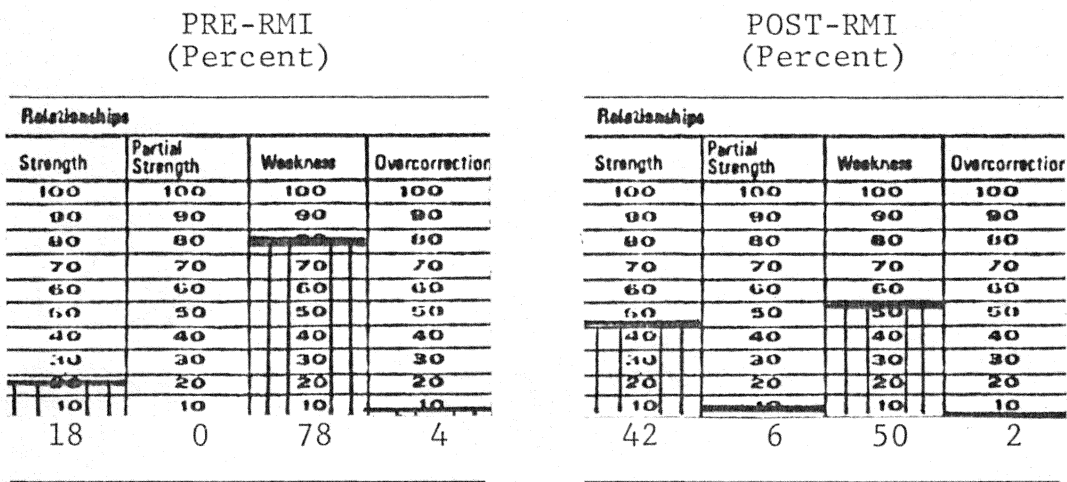 PRE-RMI
(Percent)
Relationships
Strength Partial Strength Weakness Overcorrection
100 100 100 100
90 90 90 90
80 80 80 80
70 70 70 70
60 60 60 60
50 50 50 50
40 40 40 40
30 30 30 30
20 20 20 20
10 10 10 10
18 0 78 4
POST-RMI
(Percent)
Relationships
Strength Partial Strength Weakness Overcorrection
100 100 100 100
90 90 90 90
80 80 80 80
70 70 70 70
60 60 60 60
50 50 50 50
40 40 40 40
30 30 30 30
20 20 20 20
10 10 10 10
42 6 50 2